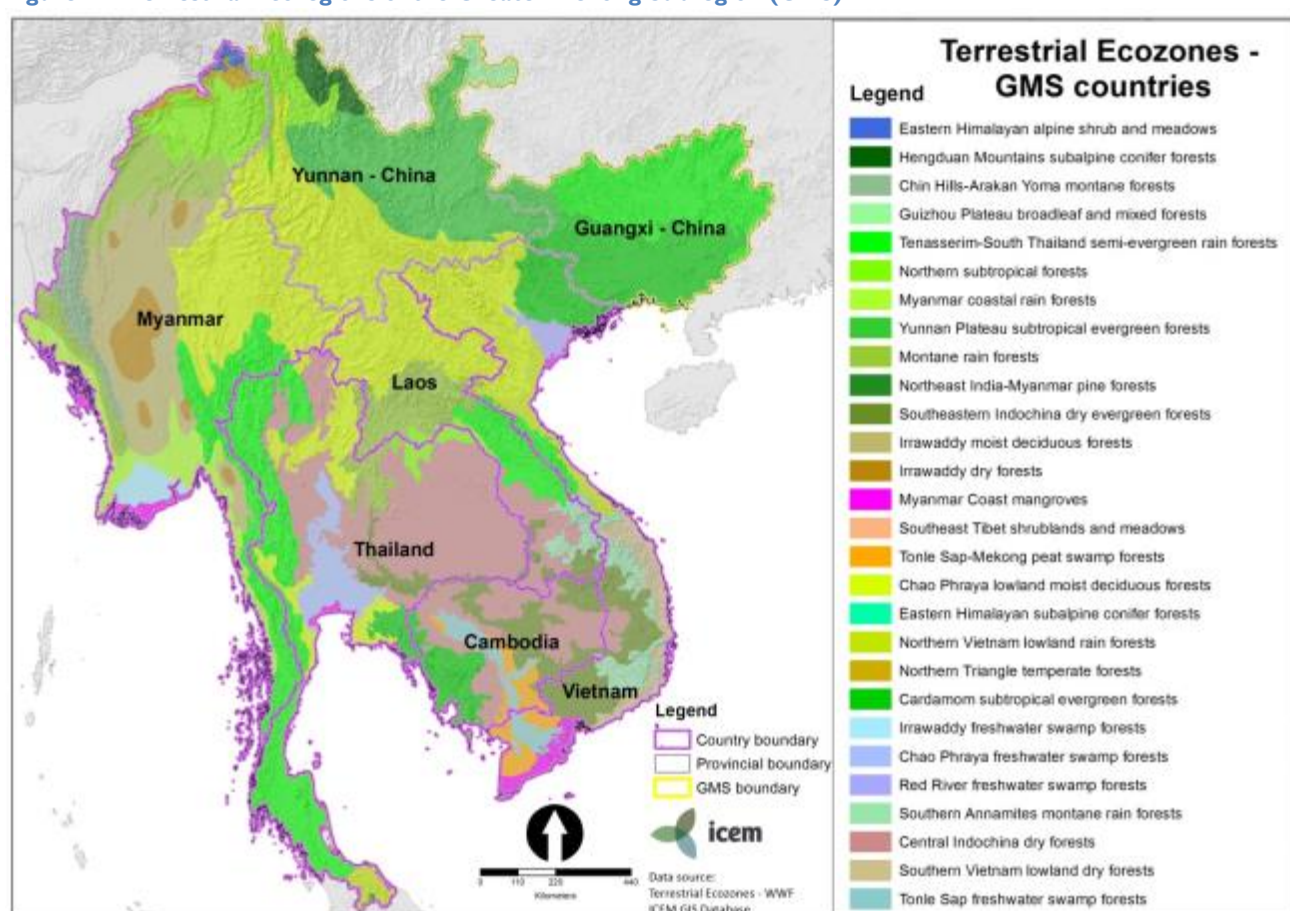 Terrestrial Ecozones -
GMS countries
Legend
Eastern Himalayan alpine shrub and meadows
Hengduan Mountains subalpine conifer forests
Chin Hills-Arakan Yoma montane forests
Guizhou Plateau broadleaf and mixed forests
Tenasserim-South Thailand semi-evergreen rain forests
Northern subtropical forests
Myanmar coastal rain forests
Yunnan Plateau subtropical evergreen forests
Montane rain forests
Northeast India-Myanmar pine forests
Southeastern Indochina dry evergreen forests
Irrawaddy moist deciduous forests
Irrawaddy dry forests
Myanmar Coast mangroves
Southeast Tibet shrublands and meadows
Tonle Sap-Mekong peat swamp forests
Chao Phraya lowland moist deciduous forests
Eastern Himalayan subalpine conifer forests
Northern Vietnam lowland rain forests
Northern Triangle temperate forests
Cardamom subtropical evergreen forests
Irrawaddy freshwater swamp forests
Chao Phraya freshwater swamp forests
Red River freshwater swamp forests
Southern Annamites montane rain forests
Central Indochina dry forests
Southern Vietnam lowland dry forests
Tonle Sap freshwater swamp forests
Yunnan - China
Guangxi - China
Myanmar
Laos
Thailand
Cambodia
Vietnam
Legend
Country boundary
Provincial boundary
GMS boundary
icem
0 110 220 440
Kilometers
Data source:
Terrestrial Ecozones - WWF
ICEM GIS Database